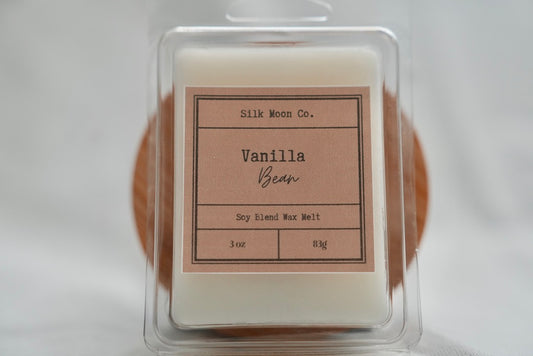 Silk Moon Co.
Vanilla
Bean
Soy Blend Wax Melt
3 oz 83g